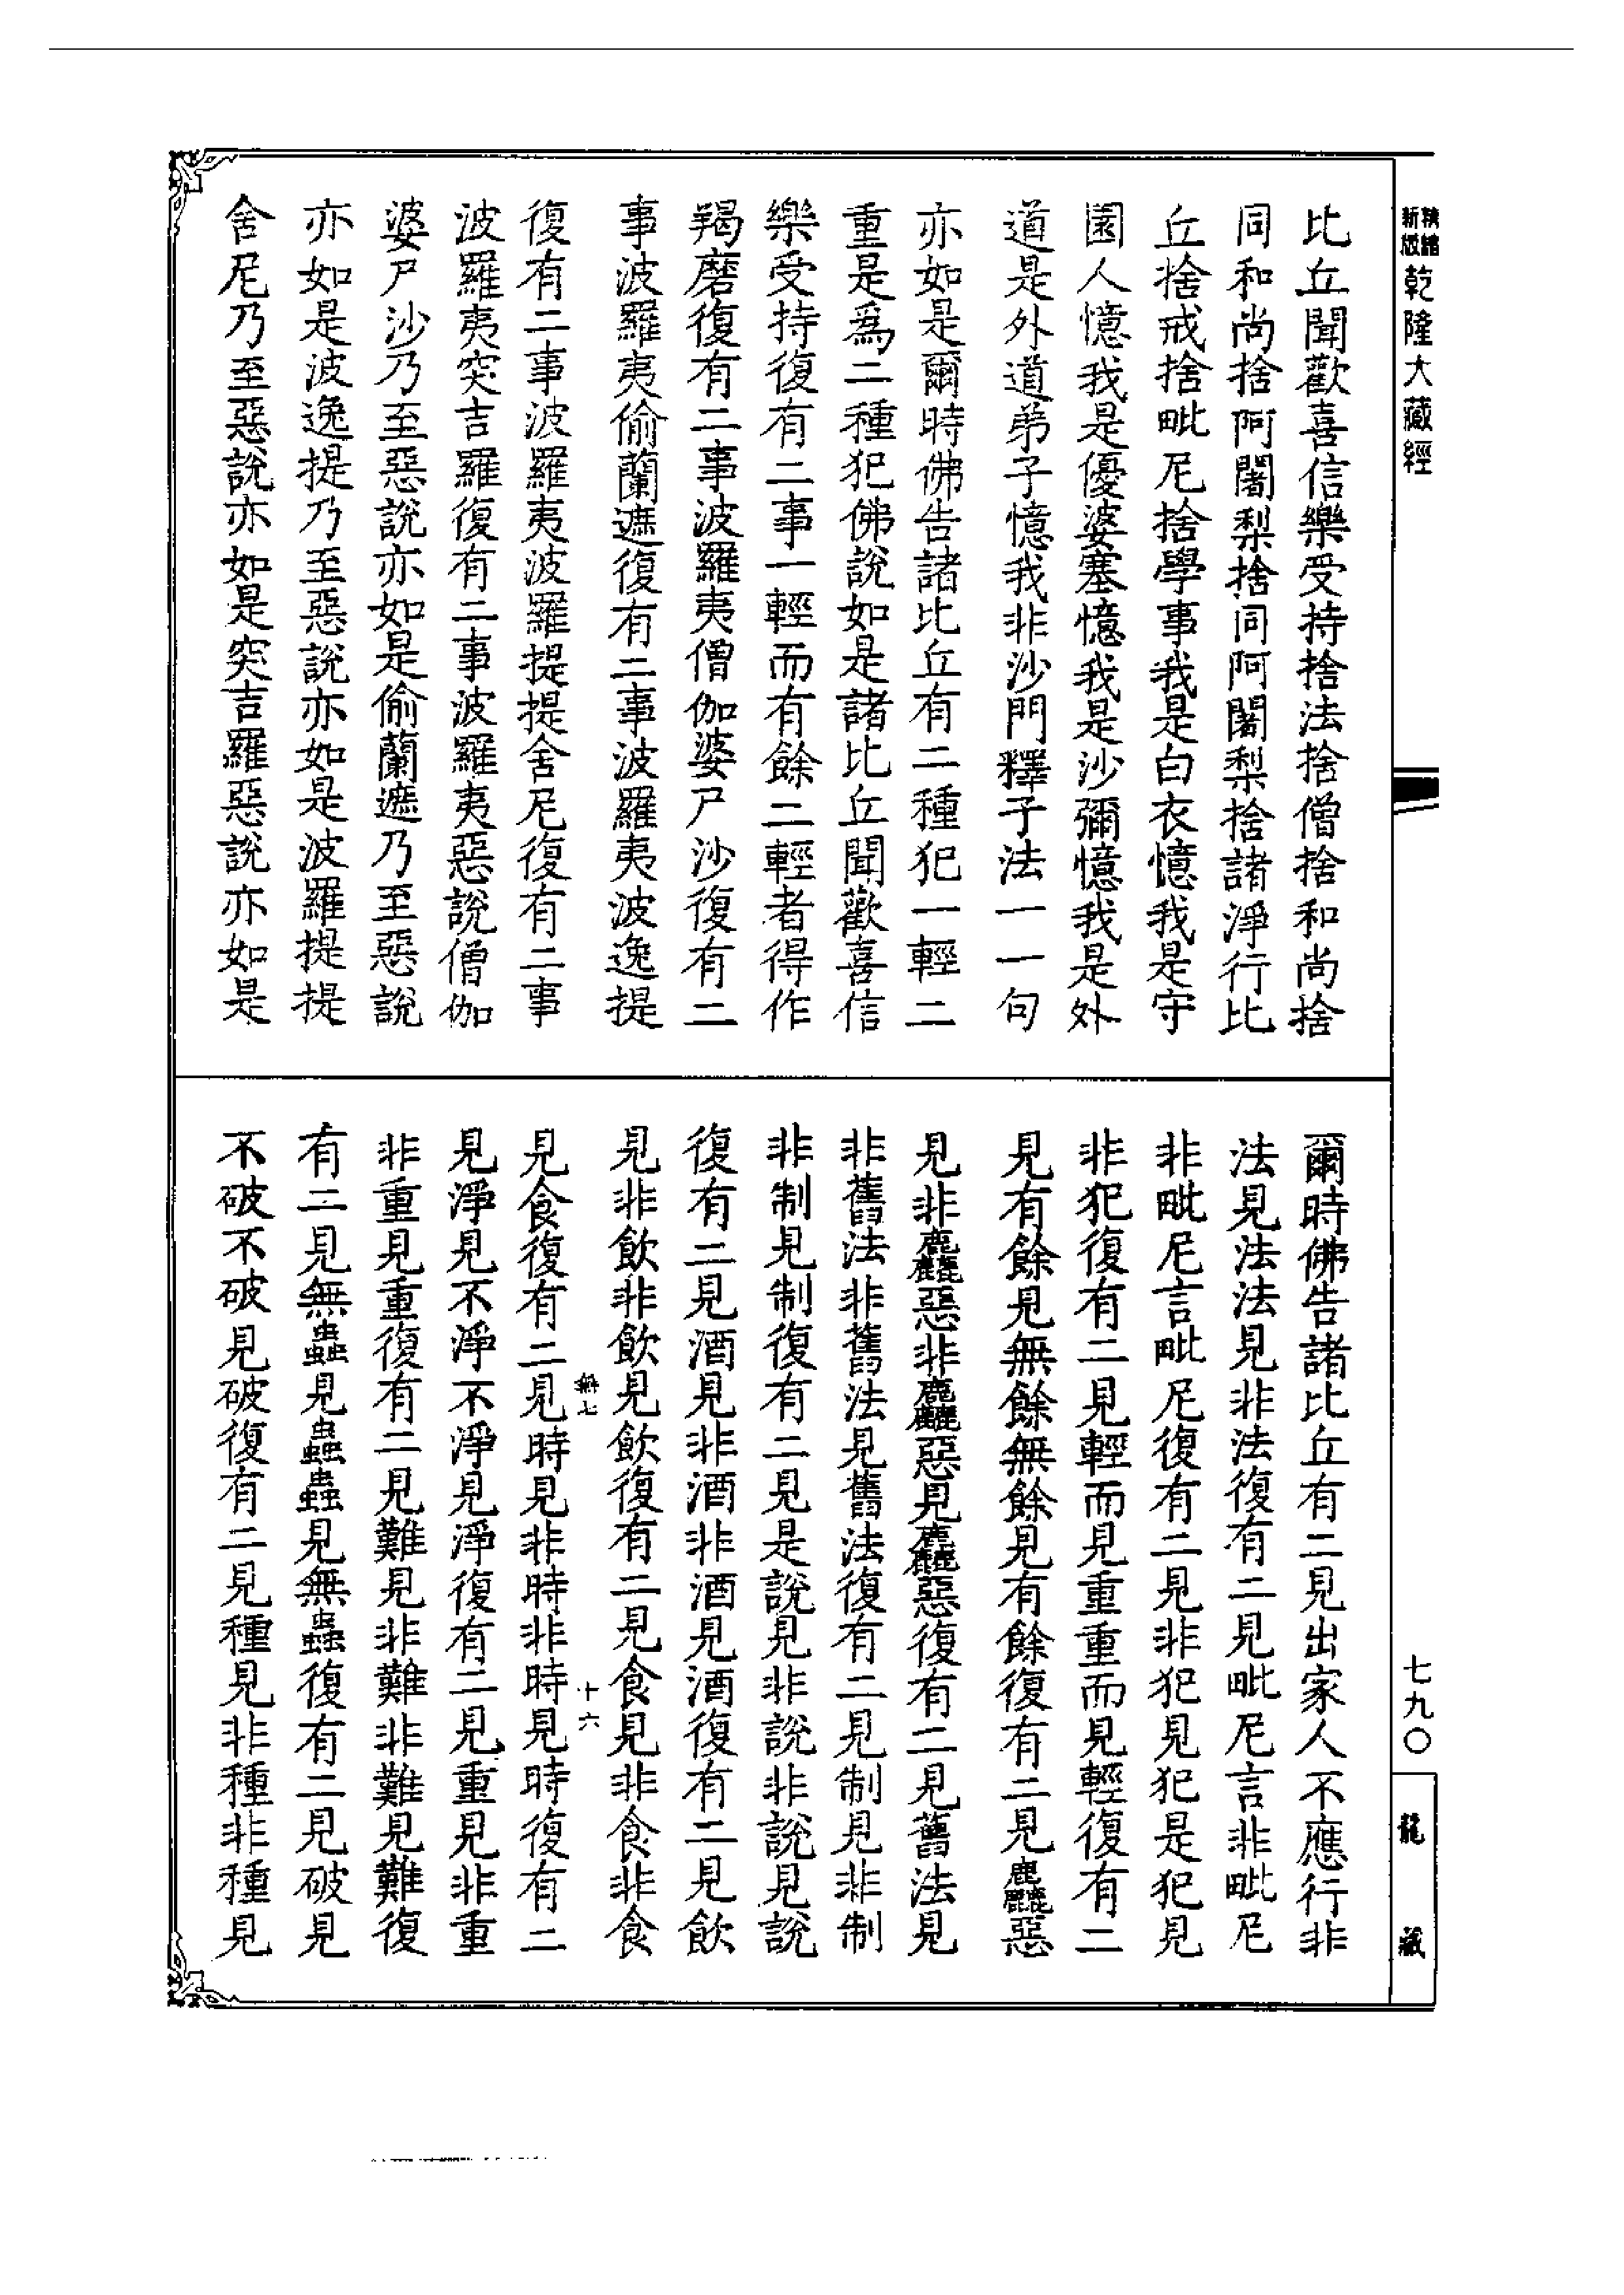 精縮新版乾隆大藏經
七九〇
龍藏
比丘聞歡喜信樂受持捨法捨僧捨和尚捨
同和尚捨阿闍梨捨同阿闍梨捨諸淨行比
丘捨戒捨毗尼捨學事我是白衣憶我是守
園人憶我是優婆塞憶我是沙彌憶我是外
道是外道弟子憶我非沙門釋子法一一句
亦如是爾時佛告諸比丘有二種犯一輕二
重是為二種犯佛說如是諸比丘聞歡喜信
樂受持復有二事一輕而有餘二輕者得作
羯磨復有二事波羅夷僧伽婆尸沙復有二
事波羅夷偷蘭遮復有二事波羅夷波逸提
復有二事波羅夷波羅提提舍尼復有二事
波羅夷突吉羅復有二事波羅夷惡說僧伽
婆尸沙乃至惡說亦如是偷蘭遮乃至惡說
亦如是波逸提乃至惡說亦如是波羅提提
舍尼乃至惡說亦如是突吉羅惡說亦如是
爾時佛告諸比丘有二見出家人不應行非
法見法法見非法復有二見毗尼言非毗尼
非毗尼言毗尼復有二見非犯見犯是犯見
非犯復有二見輕而見重重而見輕復有二
見有餘見無餘無餘見有餘復有二見麤惡
見非麤惡非麤惡見麤惡復有二見舊法見
非舊法非舊法見舊法復有二見制見非制
非制見制復有二見是說見非說非說見說
復有二見酒見非酒非酒見酒復有二見飲
見非飲非飲見飲復有二見食見非食非食
見食復有二見時見非時非時見時復有二
見淨見不淨不淨見淨復有二見重見非重
非重見重復有二見難見非難非難見難復
有二見無蟲見蟲蟲見無蟲復有二見破見
不破不破見破復有二見種見非種非種見
十六